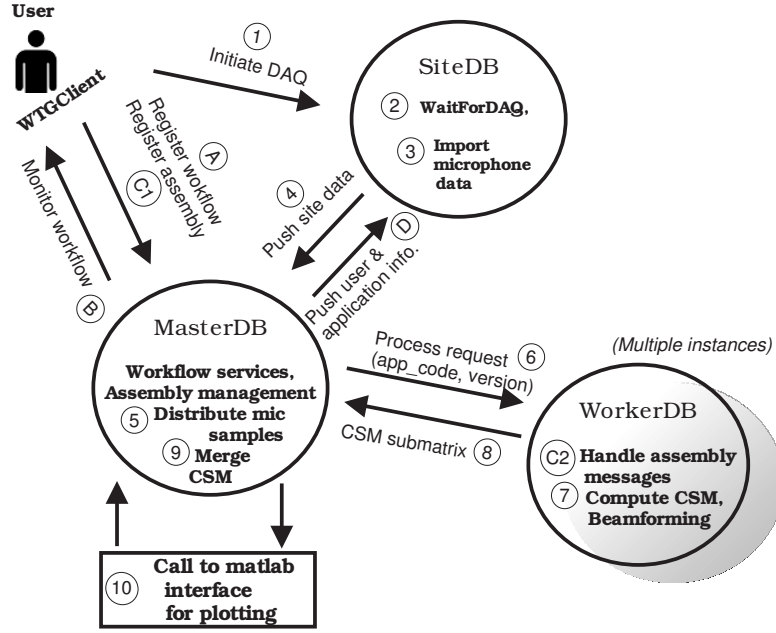 User
WTGClient
1
Initiate DAQ
SiteDB
2 WaitForDAQ,
3 Import
microphone
data
A
Register wokflow
Register assembly
C1
Monitor workflow
B
4
Push site data
D
Push user &
application info.
MasterDB
Workflow services,
Assembly management
5 Distribute mic
samples
9 Merge
CSM
Process request 6
(app_code, version)
CSM submatrix 8
(Multiple instances)
WorkerDB
C2 Handle assembly
messages
7 Compute CSM,
Beamforming
10 Call to matlab
interface
for plotting